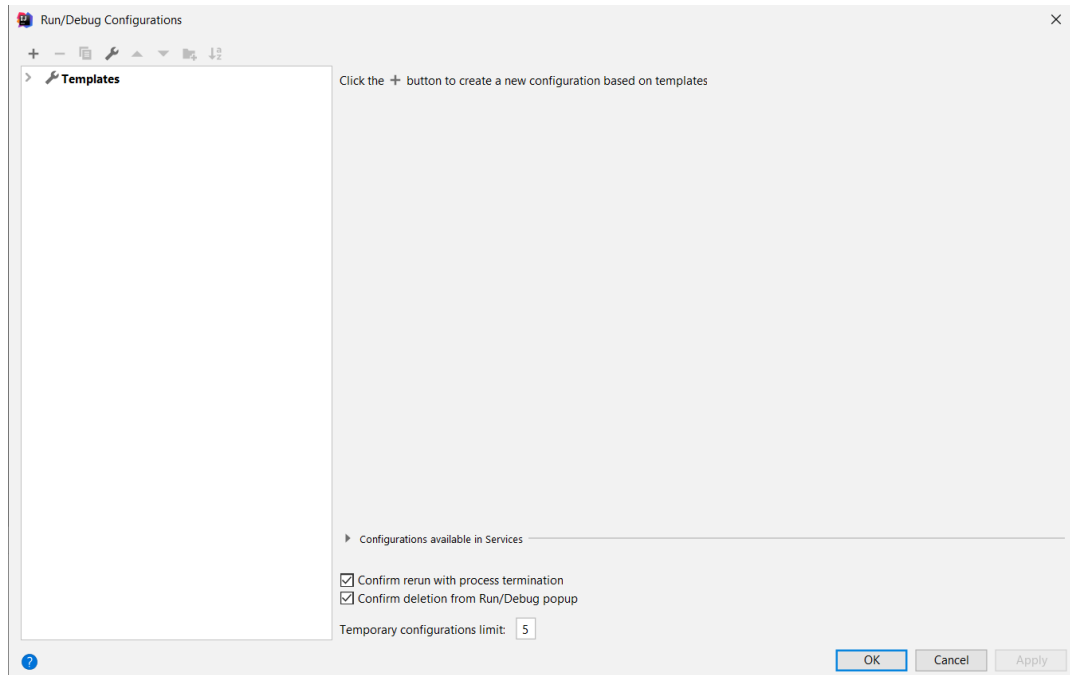 Run/Debug Configurations
Templates
Click the + button to create a new configuration based on templates
Configurations available in Services
Confirm rerun with process termination
Confirm deletion from Run/Debug popup
Temporary configurations limit: 5
? OK Cancel Apply